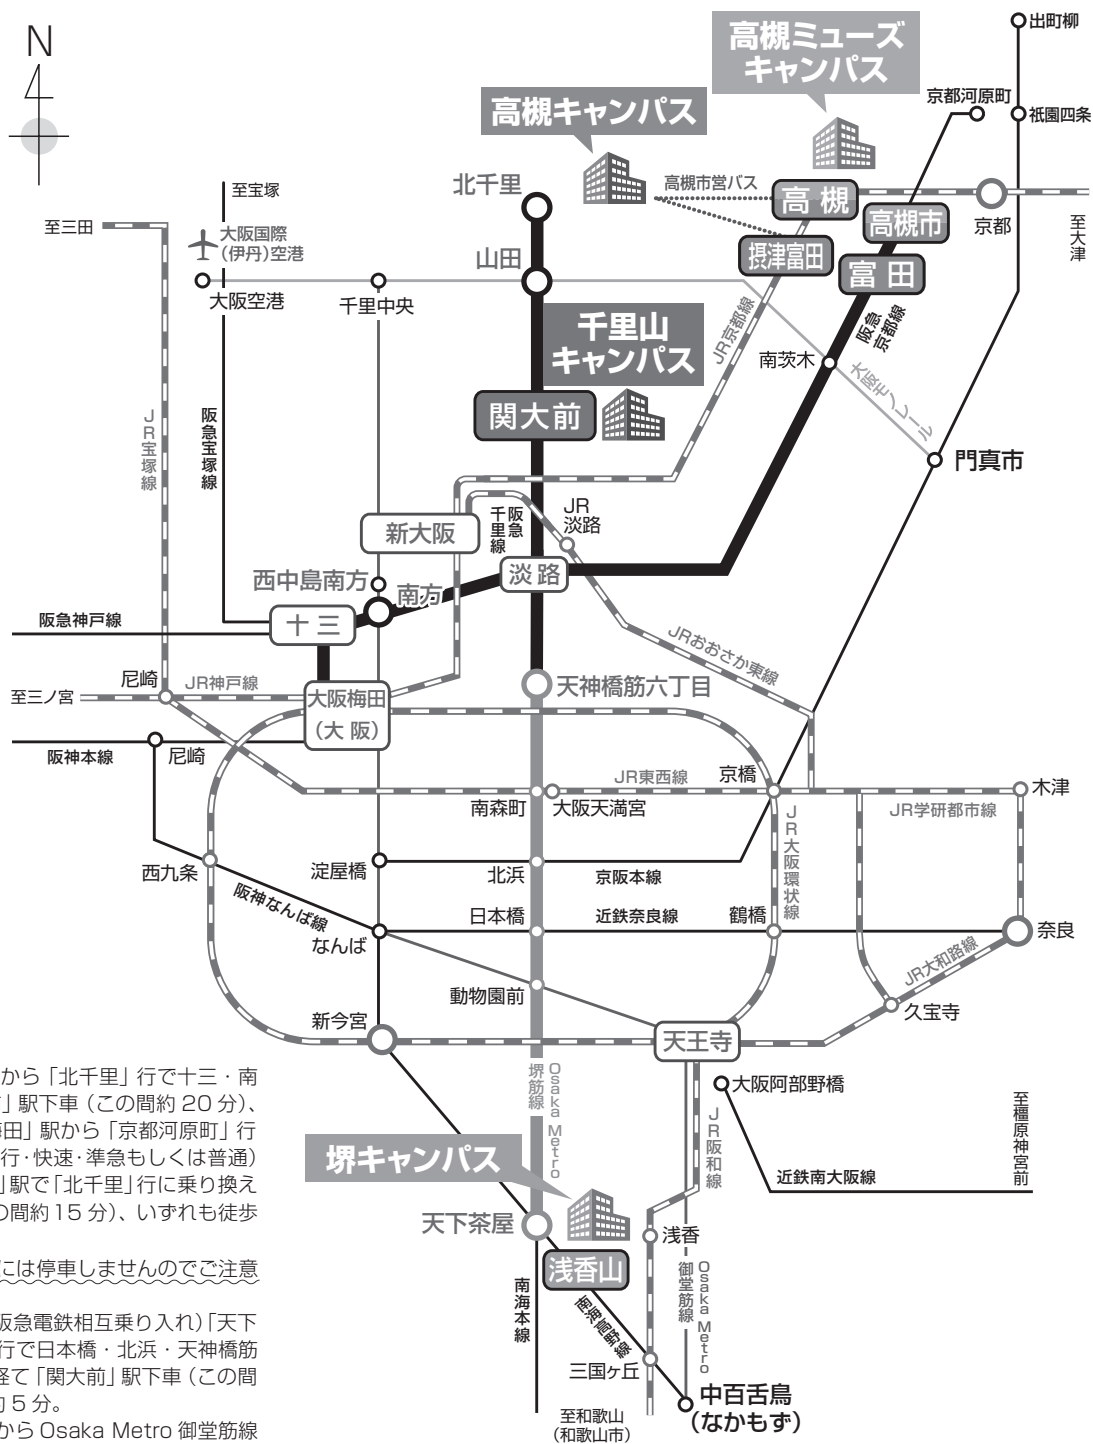 N
高槻ミューズ
キャンパス
出町柳
高槻キャンパス
京都河原町
祇園四条
北千里
高槻市営バス
高槻
高槻市
京都
至大津
至宝塚
至三田
大阪国際
(伊丹)空港
山田
摂津富田
富田
大阪空港
千里中央
千里山
キャンパス
JR京都線
阪急
京都線
南茨木
大阪モノレール
関大前
門真市
JR宝塚線
阪急宝塚線
新大阪
阪急
千里線
JR
淡路
西中島南方
南方
淡路
阪急神戸線
十三
JRおおさか東線
尼崎
JR神戸線
至三ノ宮
大阪梅田
(大阪)
天神橋筋六丁目
阪神本線
尼崎
JR東西線
京橋
木津
南森町
大阪天満宮
JR学研都市線
JR大阪環状線
西九条
淀屋橋
北浜
京阪本線
阪神なんば線
日本橋
近鉄奈良線
鶴橋
なんば
奈良
JR大和路線
動物園前
久宝寺
新今宮
天王寺
堺筋線
Osaka Metro
大阪阿部野橋
JR阪和線
至橿原神宮前
近鉄南大阪線
堺キャンパス
天下茶屋
浅香
浅香山
南海本線
南海高野線
御堂筋線
Osaka Metro
三国ヶ丘
中百舌鳥
(なかもず)
至和歌山
(和歌山市)
から「北千里」行で十三・南
」駅下車(この間約20分)、
梅田」駅から「京都河原町」行
行・快速・準急もしくは普通)
」駅で「北千里」行に乗り換え
の間約15分)、いずれも徒歩
には停車しませんのでご注意
阪急電鉄相互乗り入れ)「天下
行で日本橋・北浜・天神橋筋
経て「関大前」駅下車(この間
約5分。
からOsaka Metro御堂筋線